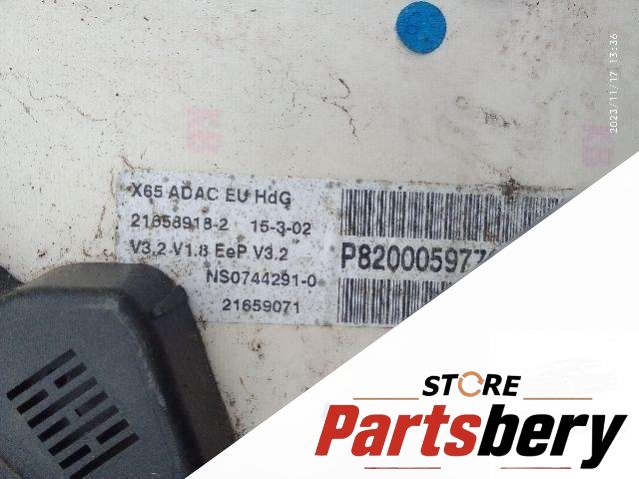 2023/11/17 13:36
X65 ADAC EU HdG
21658918-2 15-3-02
V3,2 V1.8 EeP V3.2
P820005977
NS0744291-0
21659071
STORE
Partsbery